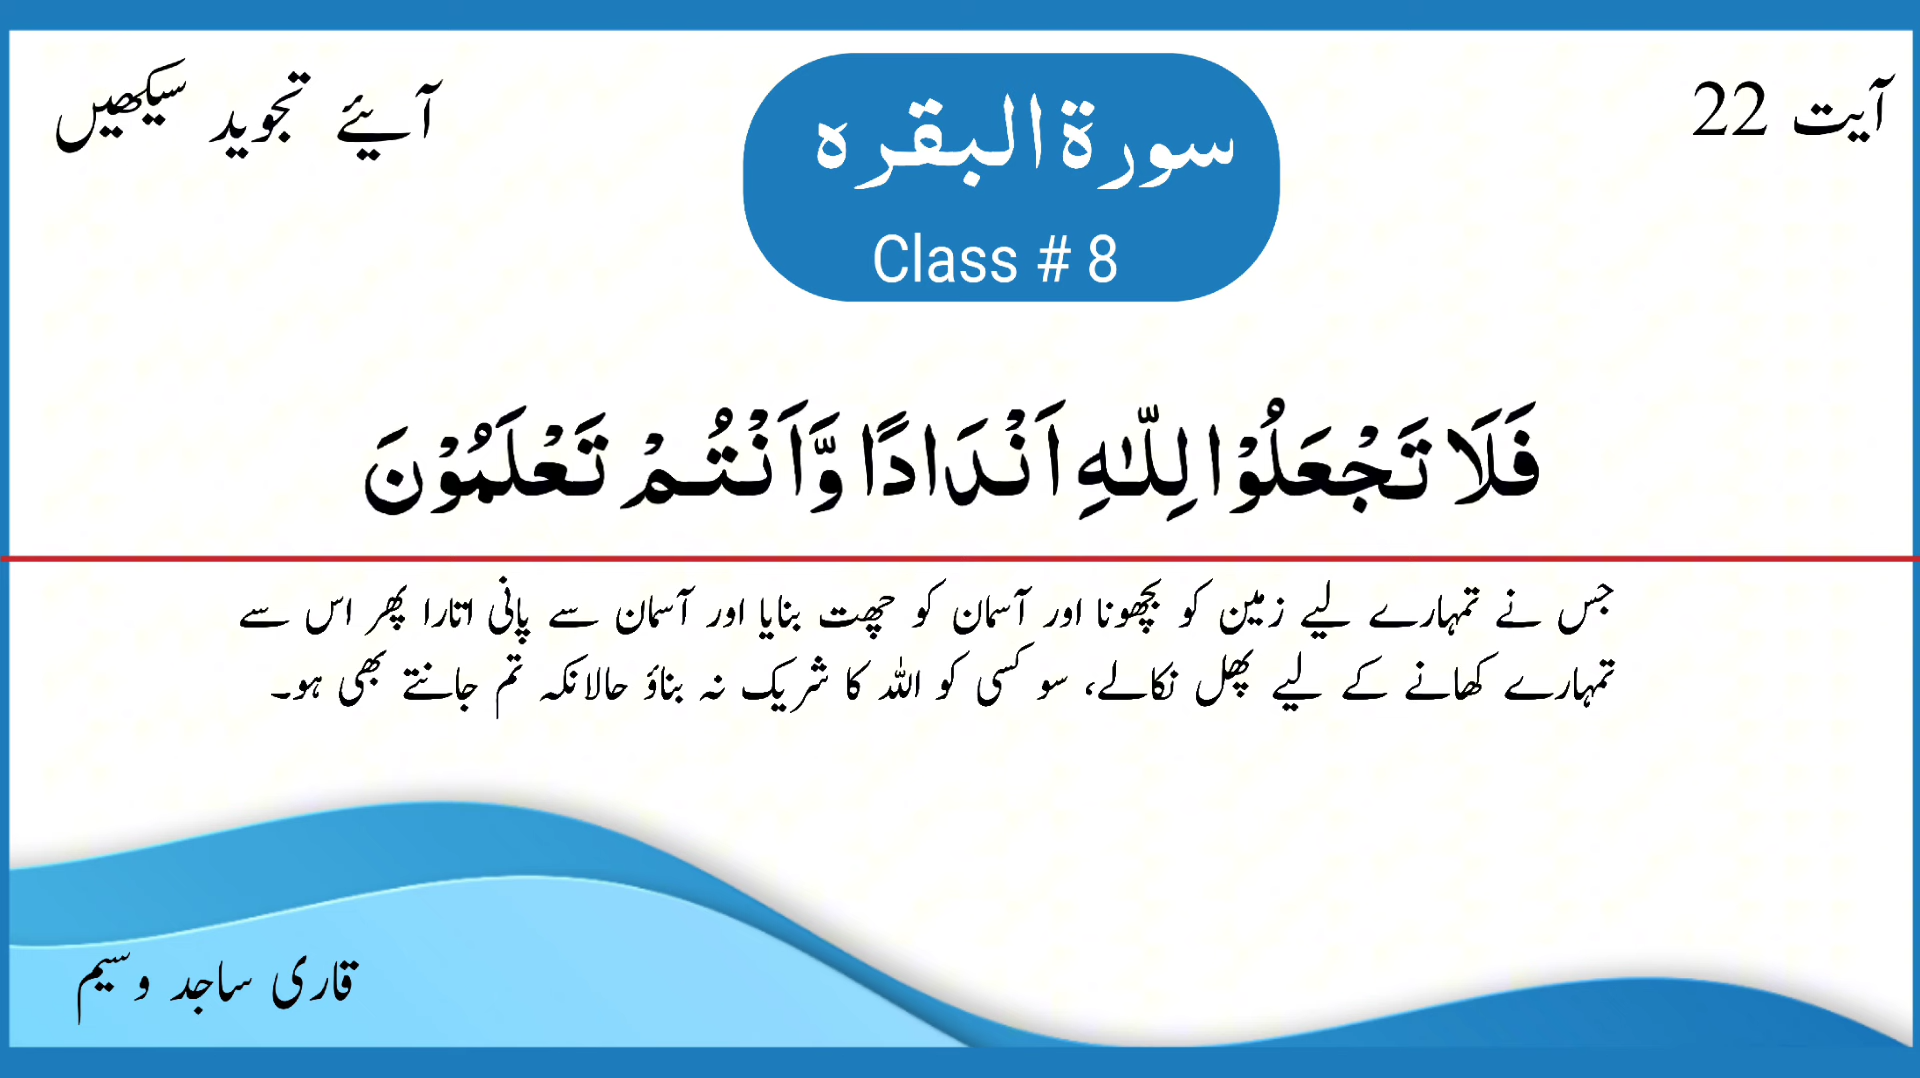 آیت 22
سورۃ البقرہ
آیئے تجوید سیکھیں
Class # 8
فَلَا تَجْعَلُوْا لِلّٰهِ اَنْدَادًا وَّاَنْتُمْ تَعْلَمُوْنَ
جس نے تمہارے لیے زمین کو بچھونا اور آسمان کو چھت بنایا اور آسمان سے پانی اتارا پھر اس سے
تمہارے کھانے کے لیے پھل نکالے، سو کسی کو اللہ کا شریک نہ بناؤ حالانکہ تم جانتے بھی ہو۔
قاری ساجد وسیم